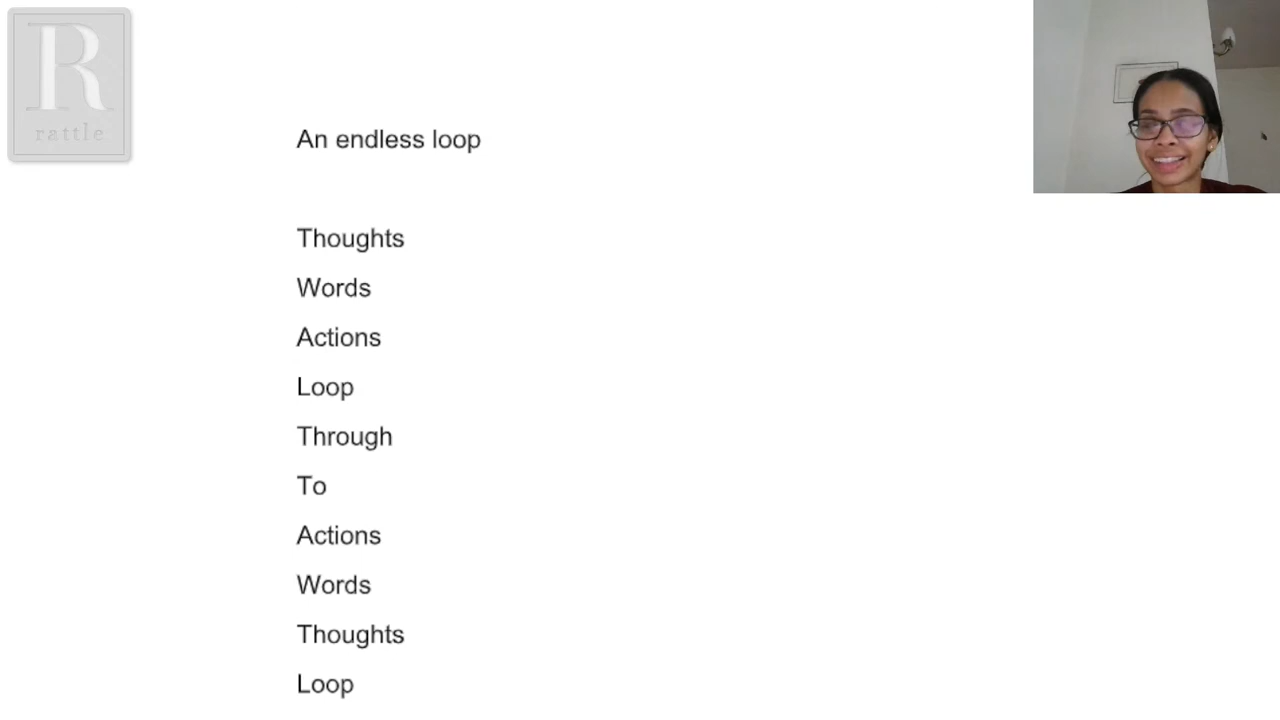 R
rattle
An endless loop
Thoughts
Words
Actions
Loop
Through
To
Actions
Words
Thoughts
Loop